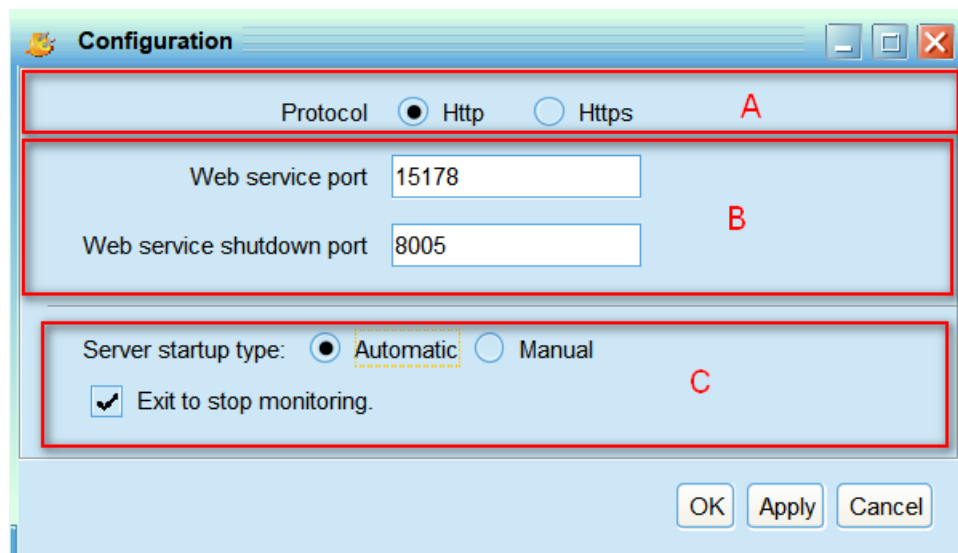 Configuration
Protocol Http Https A
Web service port 15178
B
Web service shutdown port 8005
Server startup type: Automatic Manual
C
Exit to stop monitoring.
OK Apply Cancel